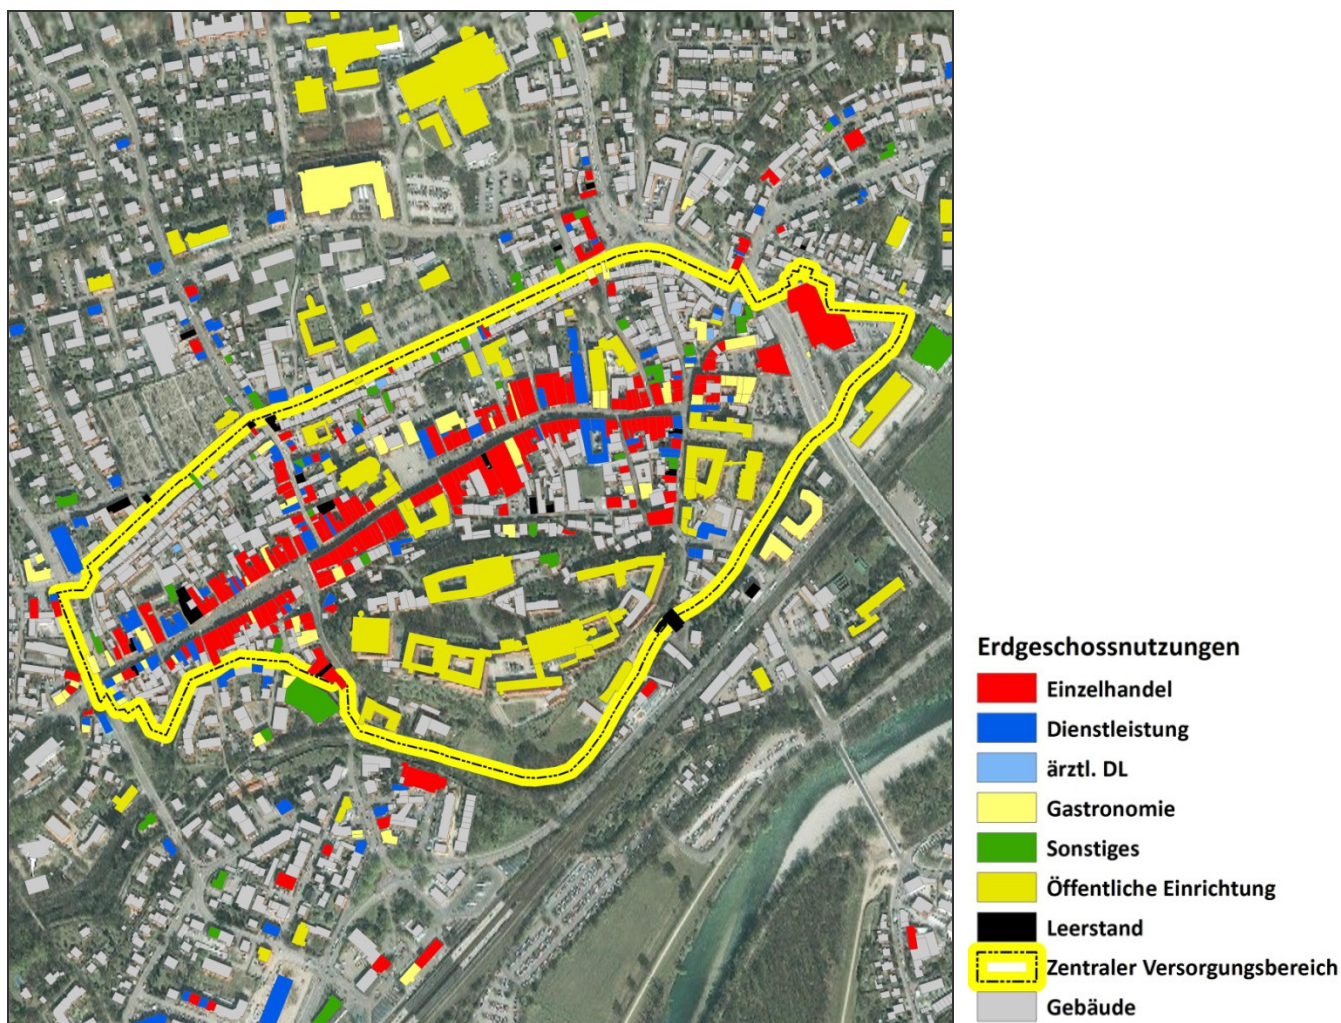 Erdgeschossnutzungen
Einzelhandel
Dienstleistung
ärztl. DL
Gastronomie
Sonstiges
Öffentliche Einrichtung
Leerstand
Zentraler Versorgungsbereich
Gebäude